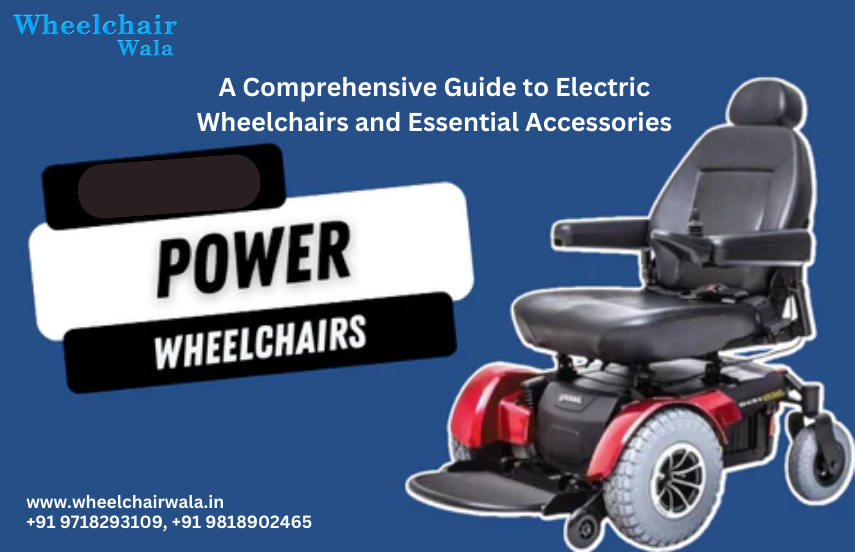 Wheelchair
Wala
A Comprehensive Guide to Electric
Wheelchairs and Essential Accessories
POWER
WHEELCHAIRS
www.wheelchairwala.in
+91 9718293109, +91 9818902465